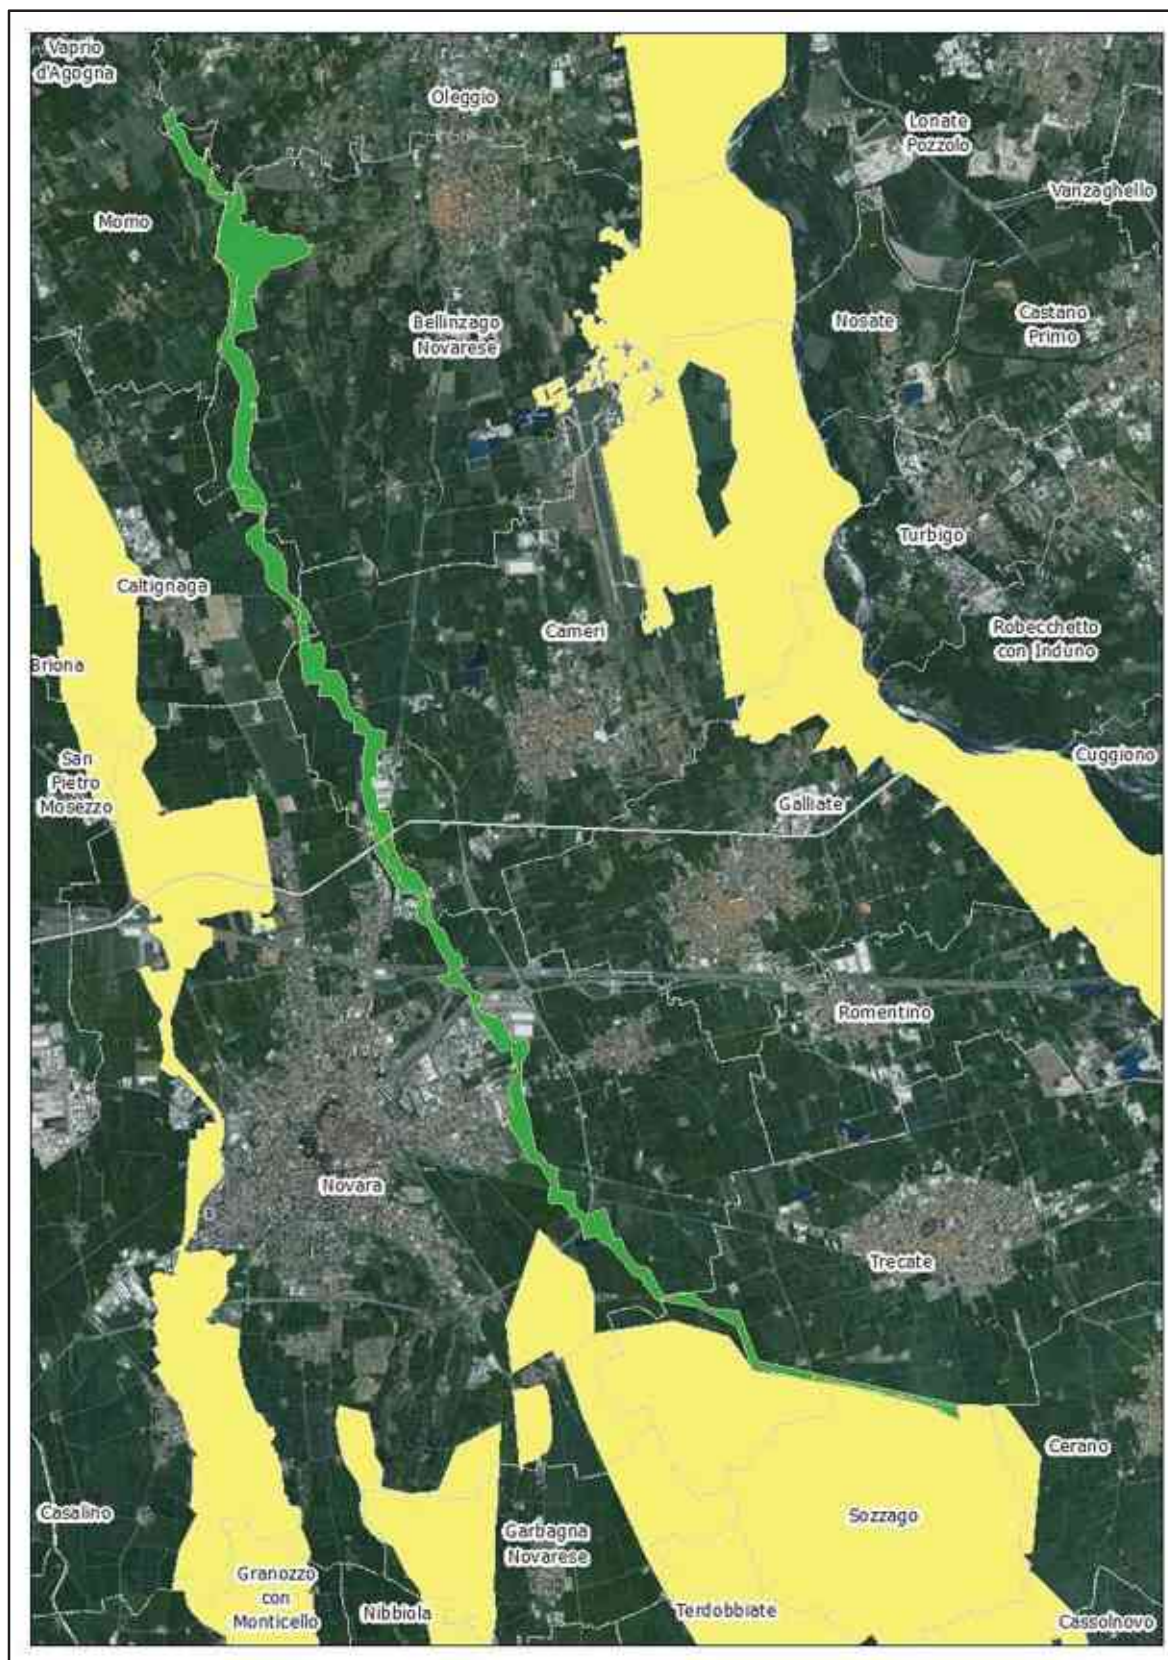 Vaprio
d'Agogna
Oleggio
Lonate
Pozzolo
Vanzaghello
Momo
Bellinzago
Novarese
Nosate
Castano
Primo
Turbigo
Caltignaga
Cameri
Robecchetto
con Induno
Briona
San
Pietro
Mosezzo
Cuggiono
Galliate
Romentino
Novara
Trecate
Cerano
Casalino
Sozzago
Garbagna
Novarese
Granozzo
con
Monticello
Nibbiola
Terdobbiate
Cassolnovo